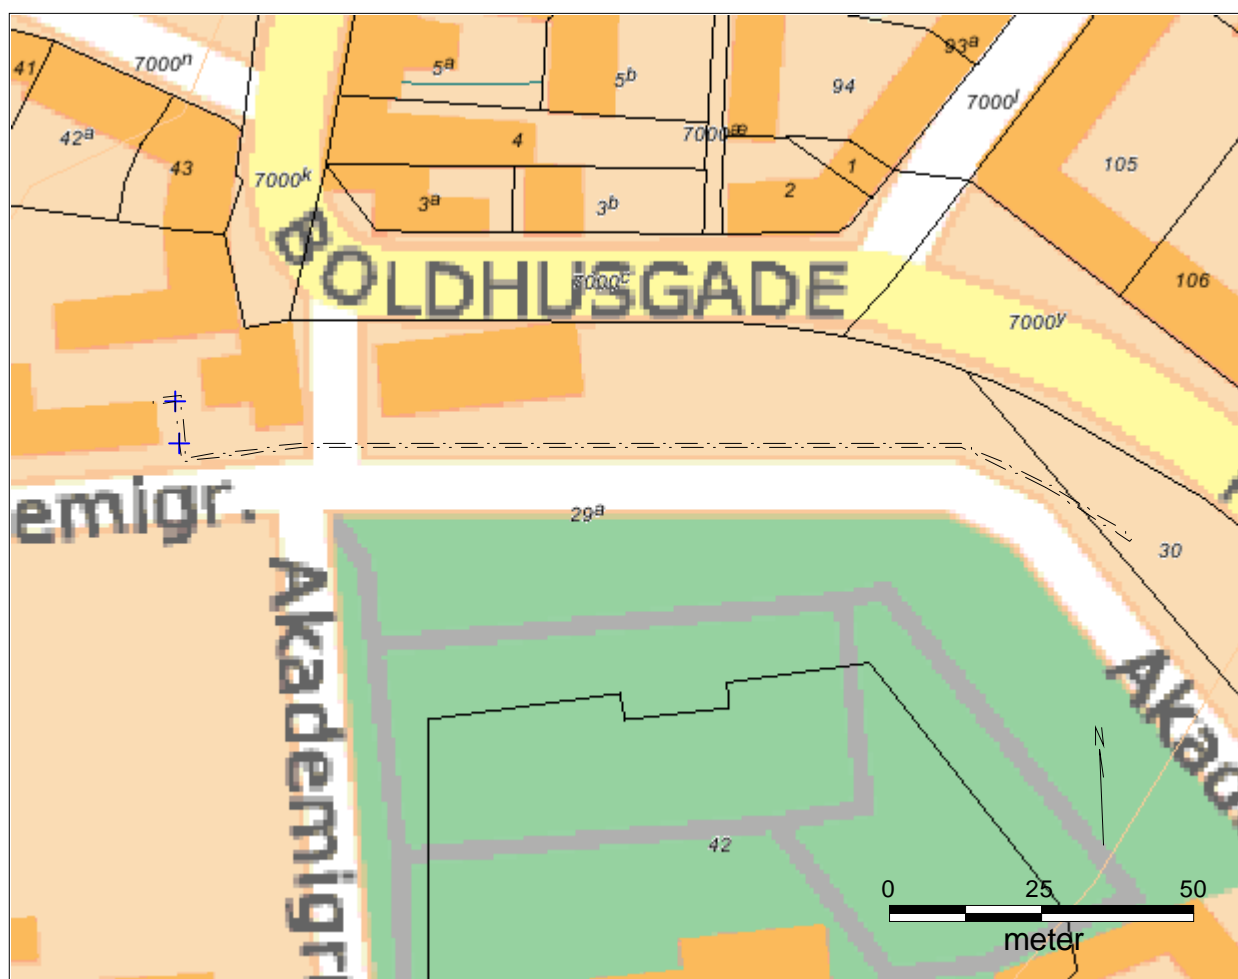 93ᵃ
7000ⁿ
41
5ᵃ
5ᵇ
94
7000ˡ
42ᵃ
4
7000ᵆ
43
1
105
7000ᵏ
2
3ᵃ
3ᵇ
BOLDHUSGADE
7000ᶜ
106
7000ʸ
emigr.
29ᵃ
30
Akademigr
Akad
N
42
0 25 50
meter